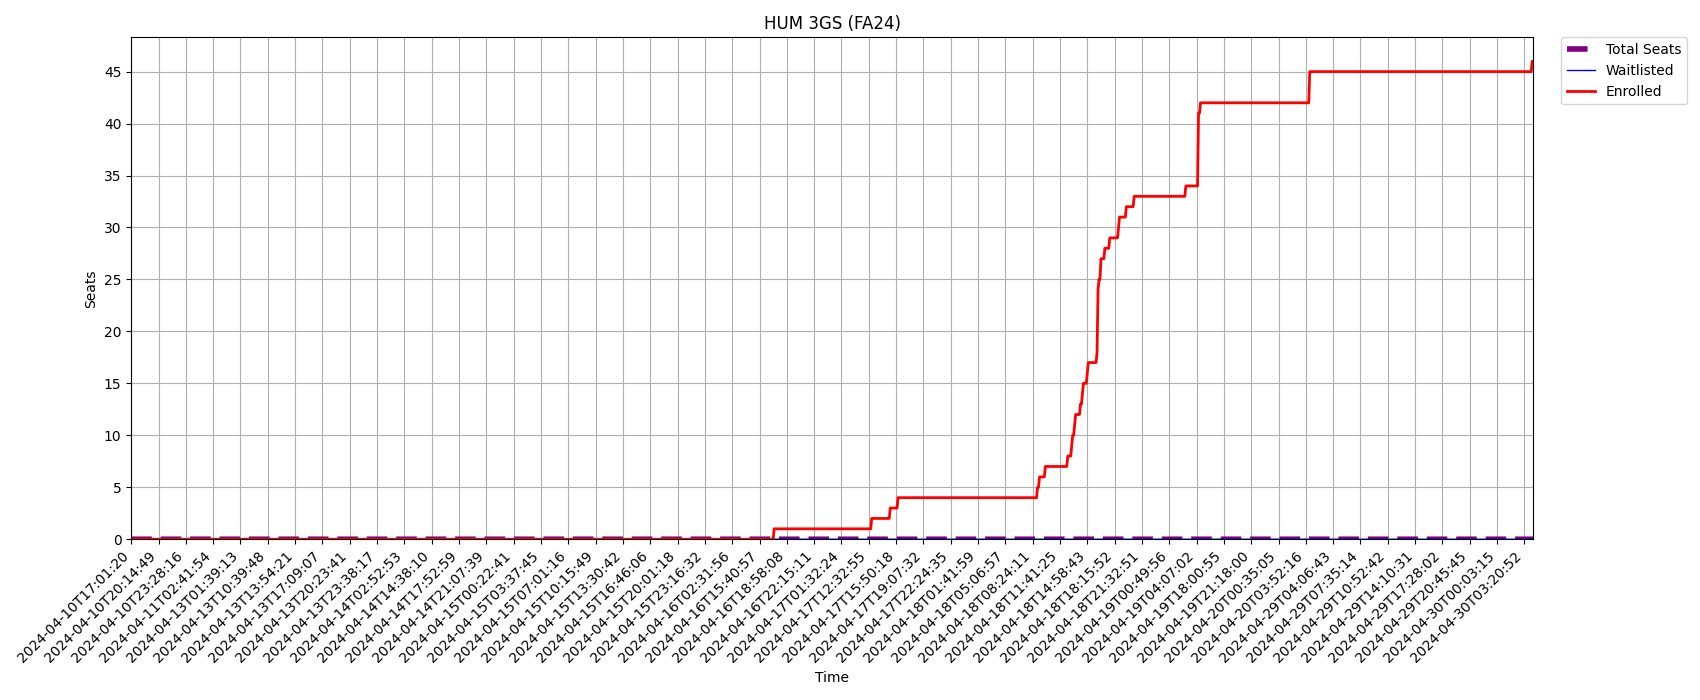 HUM 3GS (FA24)
Total Seats
Waitlisted
Enrolled
Seats
45
40
35
30
25
20
15
10
5
0
2024-04-10T17:01:20
2024-04-10T20:14:49
2024-04-10T23:28:16
2024-04-11T02:41:54
2024-04-13T01:39:13
2024-04-13T10:39:48
2024-04-13T13:54:21
2024-04-13T17:09:07
2024-04-13T20:23:41
2024-04-13T23:38:17
2024-04-14T02:52:53
2024-04-14T14:38:10
2024-04-14T17:52:59
2024-04-14T21:07:39
2024-04-15T00:22:41
2024-04-15T03:37:45
2024-04-15T07:01:16
2024-04-15T10:15:49
2024-04-15T13:30:42
2024-04-15T16:46:06
2024-04-15T20:01:18
2024-04-15T23:16:32
2024-04-16T02:31:56
2024-04-16T15:40:57
2024-04-16T18:58:08
2024-04-16T22:15:11
2024-04-17T01:32:24
2024-04-17T12:32:55
2024-04-17T15:50:18
2024-04-17T19:07:32
2024-04-17T22:24:35
2024-04-18T01:41:59
2024-04-18T05:06:57
2024-04-18T08:24:11
2024-04-18T11:41:25
2024-04-18T14:58:43
2024-04-18T18:15:52
2024-04-18T21:32:51
2024-04-19T00:49:56
2024-04-19T04:07:02
2024-04-19T18:00:55
2024-04-19T21:18:00
2024-04-20T00:35:05
2024-04-20T03:52:16
2024-04-29T04:06:43
2024-04-29T07:35:14
2024-04-29T10:52:42
2024-04-29T14:10:31
2024-04-29T17:28:02
2024-04-29T20:45:45
2024-04-30T00:03:15
2024-04-30T03:20:52
Time